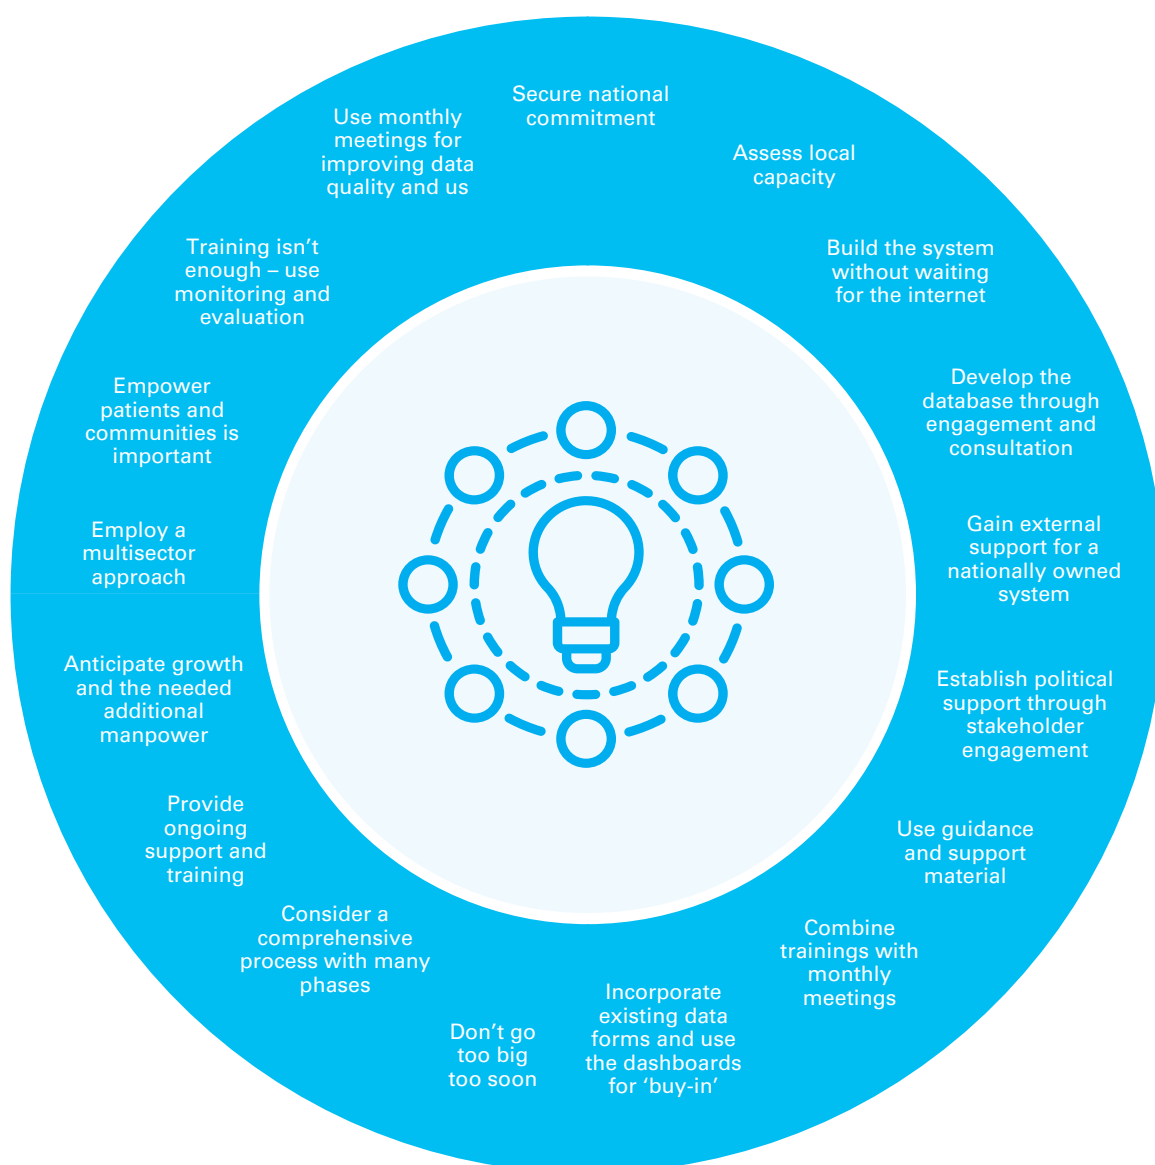 Secure national
commitment
Assess local
capacity
Build the system
without waiting
for the internet
Develop the
database through
engagement and
consultation
Gain external
support for a
nationally owned
system
Establish political
support through
stakeholder
engagement
Use guidance
and support
material
Combine
trainings with
monthly
meetings
Incorporate
existing data
forms and use
the dashboards
for ‘buy-in’
Don’t go
too big
too soon
Consider a
comprehensive
process with many
phases
Provide
ongoing
support and
training
Anticipate growth
and the needed
additional
manpower
Employ a
multisector
approach
Empower
patients and
communities is
important
Training isn’t
enough – use
monitoring and
evaluation
Use monthly
meetings for
improving data
quality and us